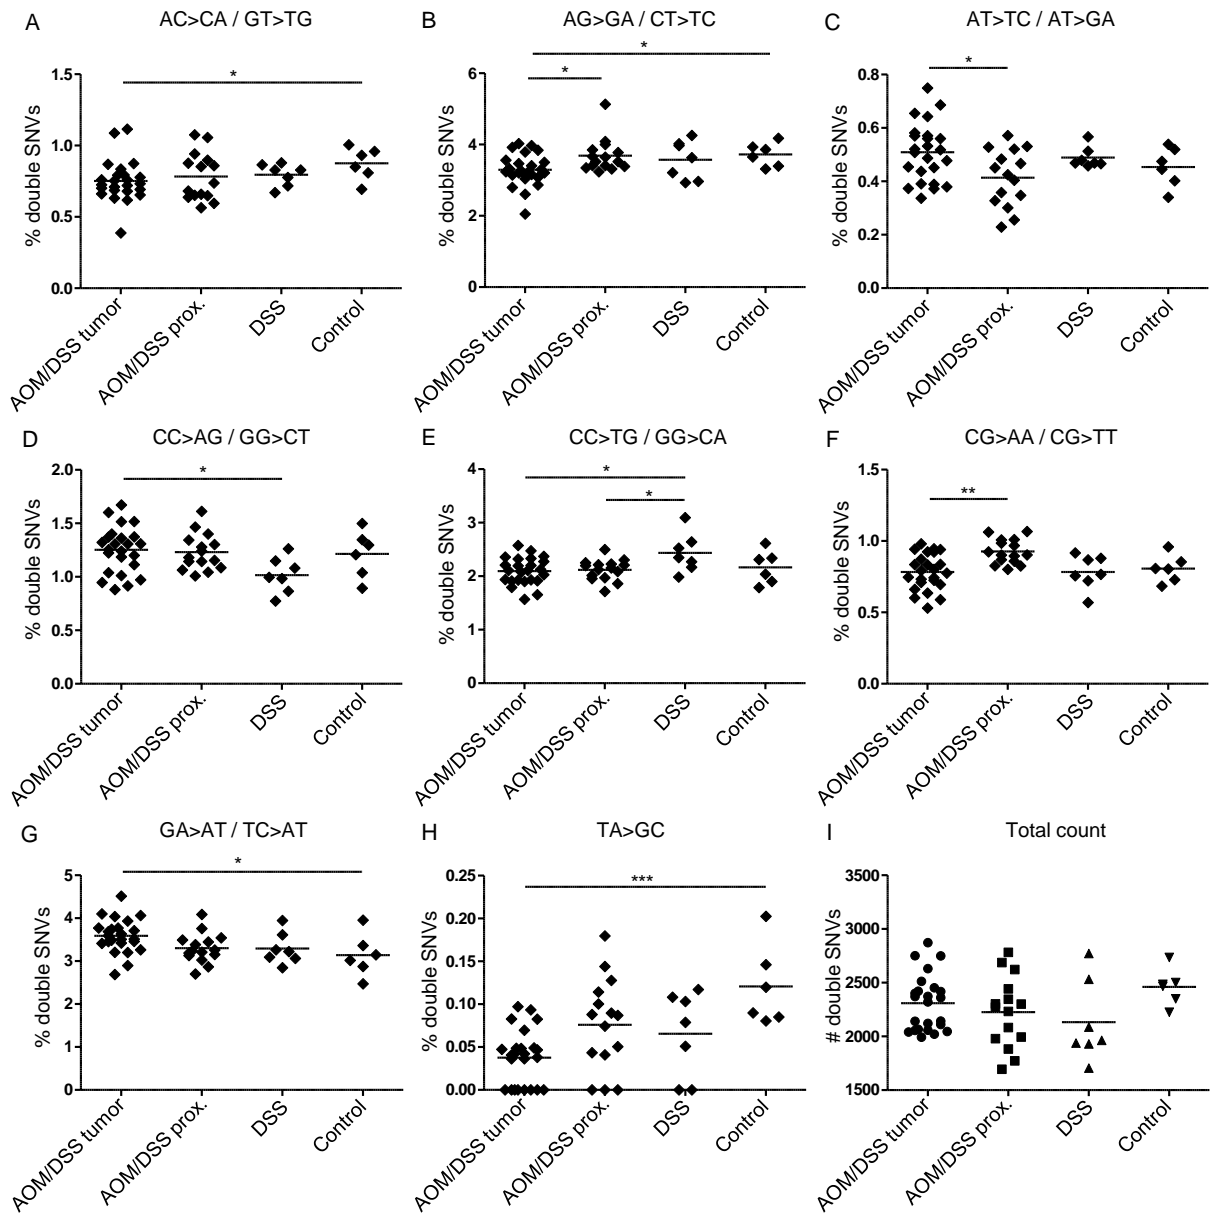 A
AC>CA / GT>TG
*
% double SNVs
1.5
1.0
0.5
0.0
AOM/DSS tumor
AOM/DSS prox.
DSS
Control
B
AG>GA / CT>TC
*
*
% double SNVs
6
4
2
0
AOM/DSS tumor
AOM/DSS prox.
DSS
Control
C
AT>TC / AT>GA
*
% double SNVs
0.8
0.6
0.4
0.2
0.0
AOM/DSS tumor
AOM/DSS prox.
DSS
Control
D
CC>AG / GG>CT
*
% double SNVs
2.0
1.5
1.0
0.5
0.0
AOM/DSS tumor
AOM/DSS prox.
DSS
Control
E
CC>TG / GG>CA
*
*
% double SNVs
4
3
2
1
0
AOM/DSS tumor
AOM/DSS prox.
DSS
Control
F
CG>AA / CG>TT
**
% double SNVs
1.5
1.0
0.5
0.0
AOM/DSS tumor
AOM/DSS prox.
DSS
Control
G
GA>AT / TC>AT
*
% double SNVs
5
4
3
2
1
0
AOM/DSS tumor
AOM/DSS prox.
DSS
Control
H
TA>GC
***
% double SNVs
0.25
0.20
0.15
0.10
0.05
0.00
AOM/DSS tumor
AOM/DSS prox.
DSS
Control
I
Total count
# double SNVs
3500
3000
2500
2000
1500
AOM/DSS tumor
AOM/DSS prox.
DSS
Control